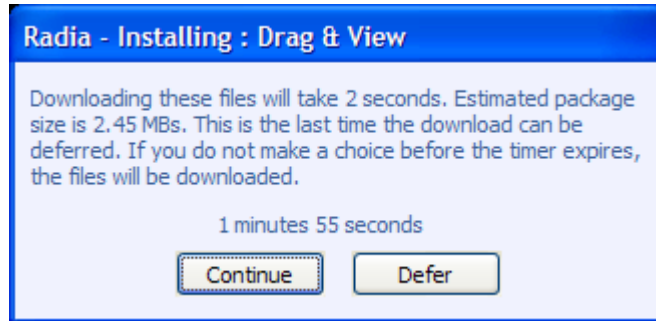 Radia - Installing : Drag & View
Downloading these files will take 2 seconds. Estimated package
size is 2.45 MBs. This is the last time the download can be
deferred. If you do not make a choice before the timer expires,
the files will be downloaded.
1 minutes 55 seconds
Continue
Defer